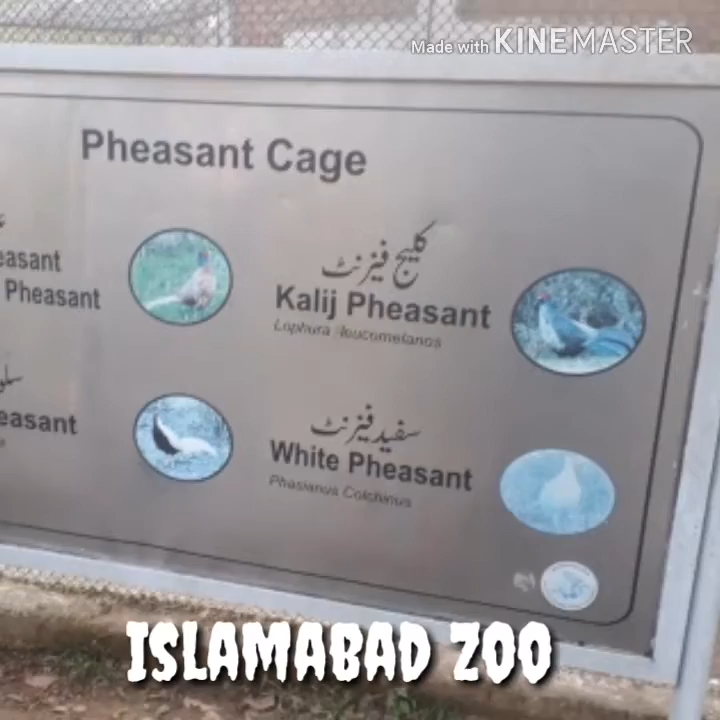 Made with KINEMASTER
Pheasant Cage
easant
Pheasant
easant
کلیج فیزنٹ
Kalij Pheasant
Lophura leucomelanos
سفید فیزنٹ
White Pheasant
Phasianus Colchinus
ISLAMABAD ZOO